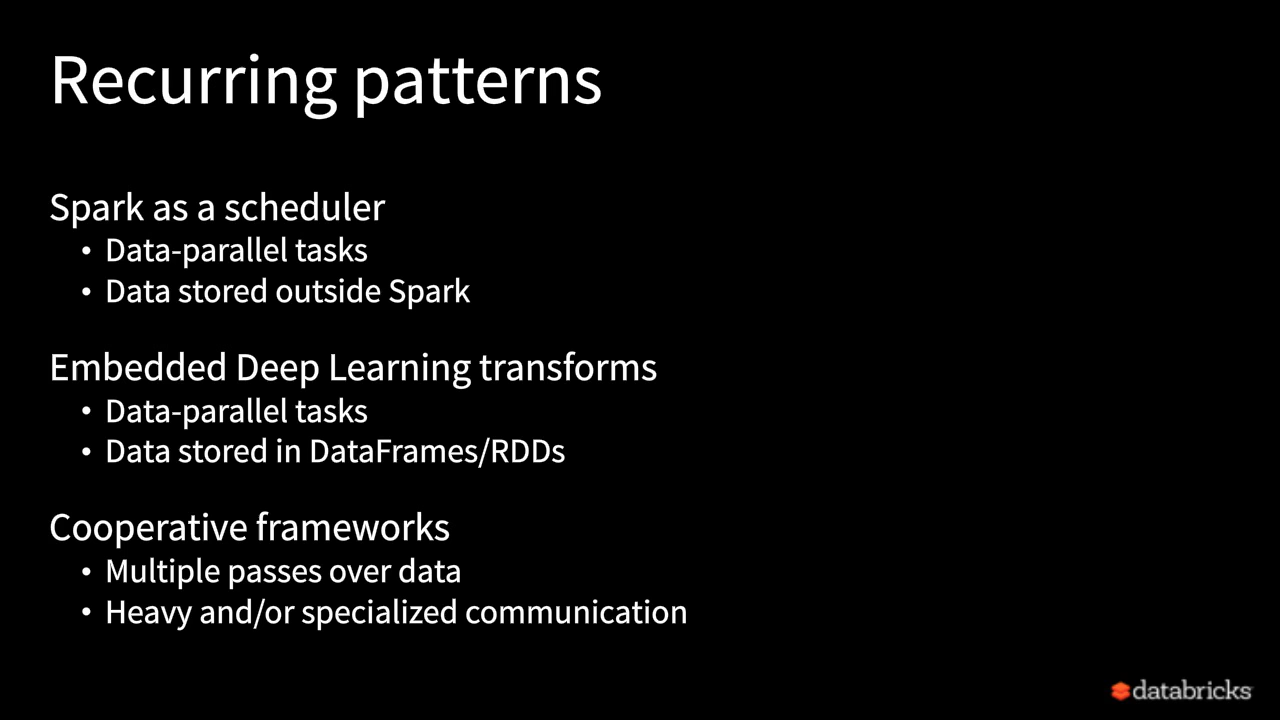 Recurring patterns
Spark as a scheduler
• Data-parallel tasks
• Data stored outside Spark
Embedded Deep Learning transforms
• Data-parallel tasks
• Data stored in DataFrames/RDDs
Cooperative frameworks
• Multiple passes over data
• Heavy and/or specialized communication
databricks